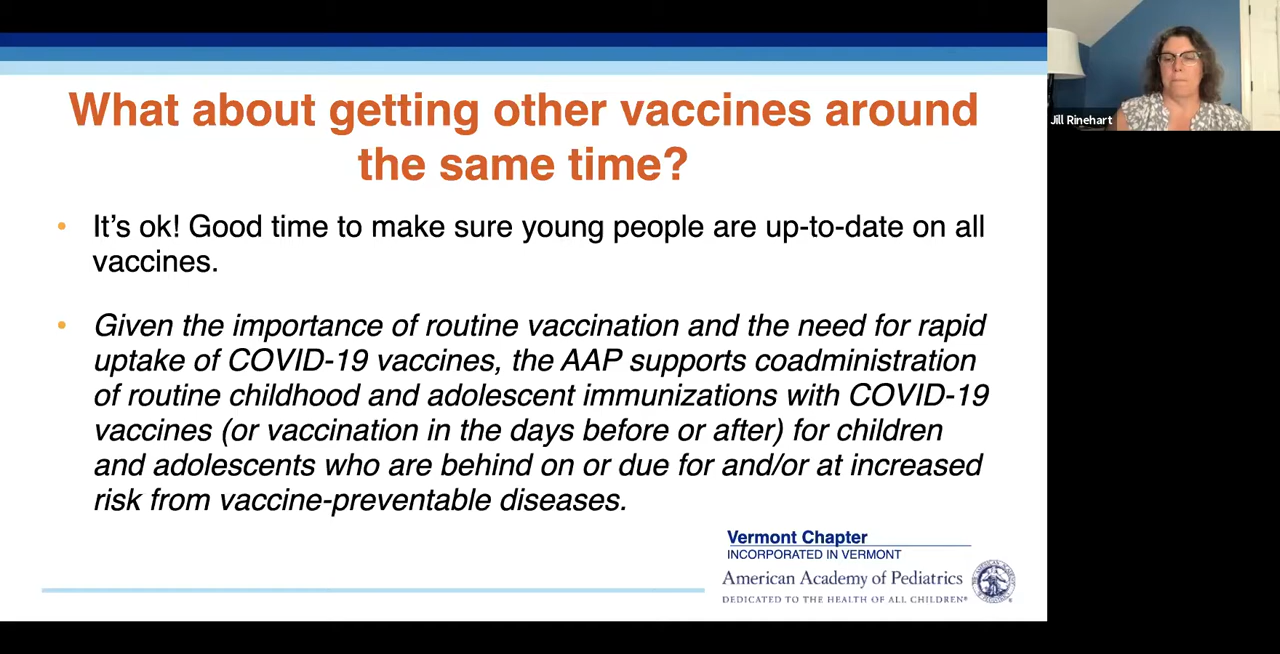 What about getting other vaccines around
the same time?
• It's ok! Good time to make sure young people are up-to-date on all
vaccines.
• Given the importance of routine vaccination and the need for rapid
uptake of COVID-19 vaccines, the AAP supports coadministration
of routine childhood and adolescent immunizations with COVID-19
vaccines (or vaccination in the days before or after) for children
and adolescents who are behind on or due for and/or at increased
risk from vaccine-preventable diseases.
Vermont Chapter
INCORPORATED IN VERMONT
American Academy of Pediatrics
DEDICATED TO THE HEALTH OF ALL CHILDREN®
Jill Rinehart